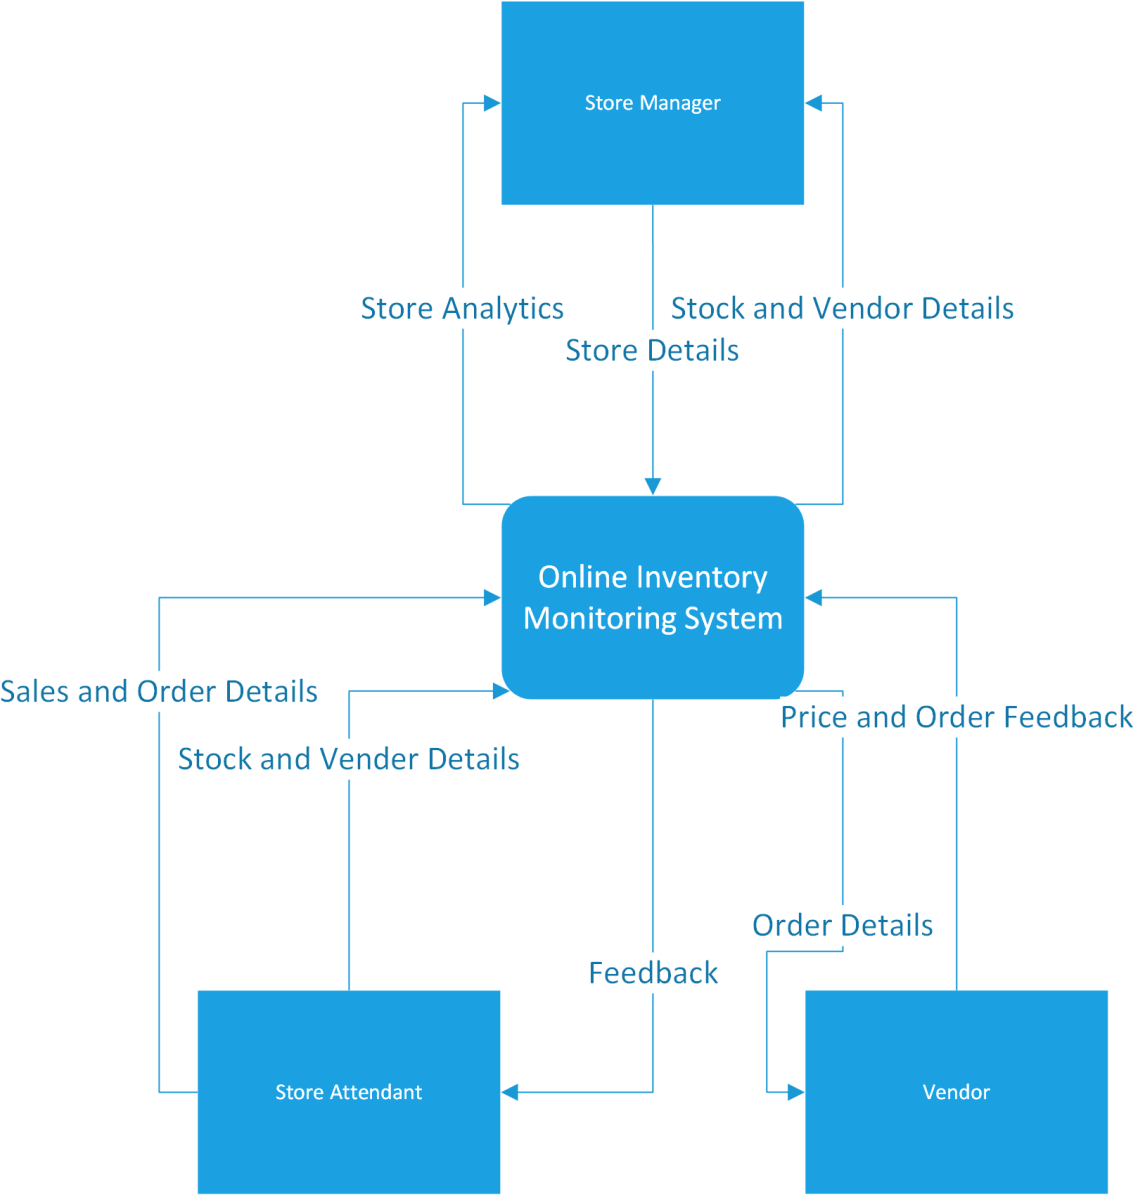 Store Manager
Store Analytics
Stock and Vendor Details
Store Details
Online Inventory
Monitoring System
Sales and Order Details
Price and Order Feedback
Stock and Vender Details
Order Details
Feedback
Store Attendant
Vendor